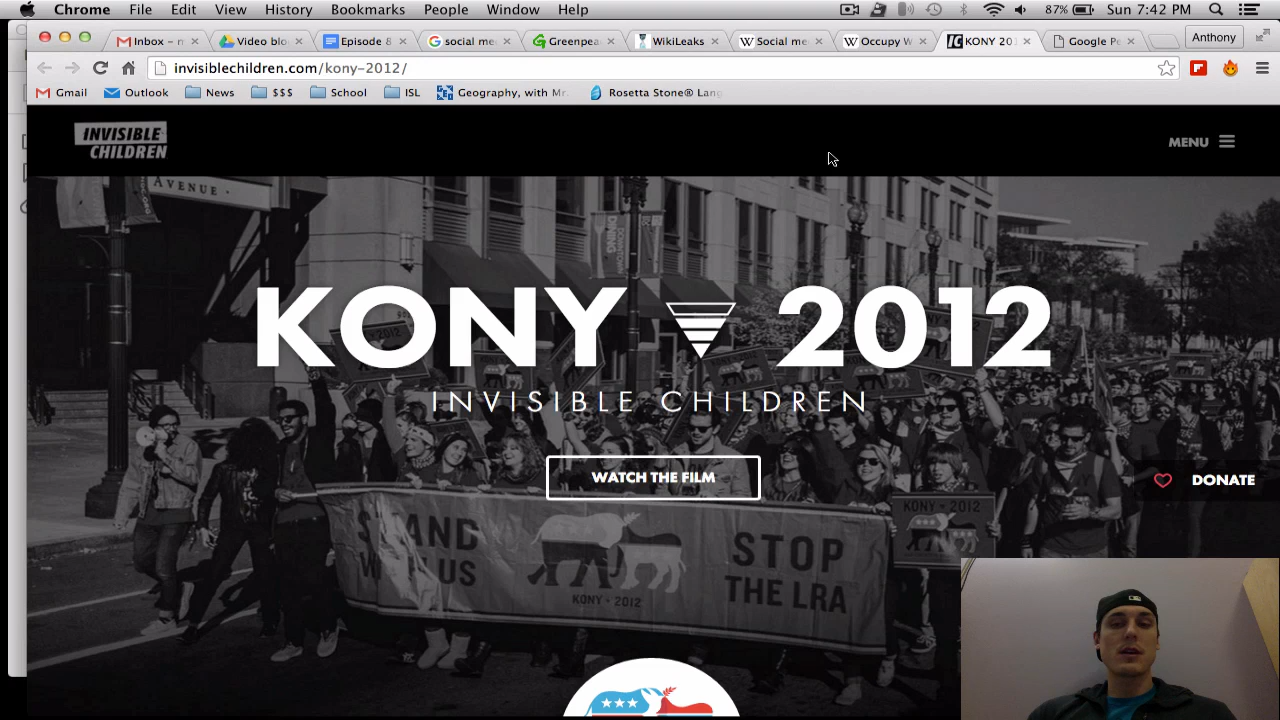 Chrome File Edit View History Bookmarks People Window Help 87% Sun 7:42 PM
Inbox – m Video blo Episode 8 social me Greenpea WikiLeaks Social me Occupy W KONY 201 Google Pe Anthony
invisiblechildren.com/kony-2012/
Gmail Outlook News $$$ School ISL Geography, with Mr. Rosetta Stone® Lan
INVISIBLE
CHILDREN
MENU
AVENUE
KONY 2012
INVISIBLE CHILDREN
WATCH THE FILM
DONATE
KONY 2012
STAND
US
STOP
THE LRA
KONY 2012